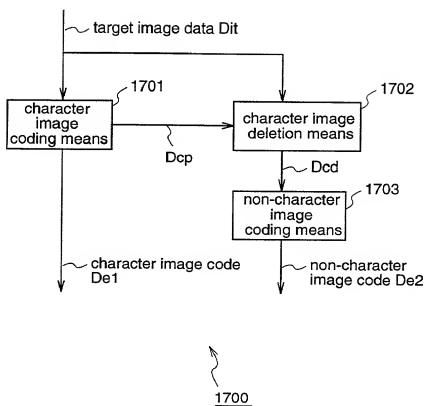 target image data Dit
1701
character
image
coding means
1702
character image
deletion means
Dcp
Dcd
1703
non-character
image
coding means
character image code
De1
non-character
image code De2
1700